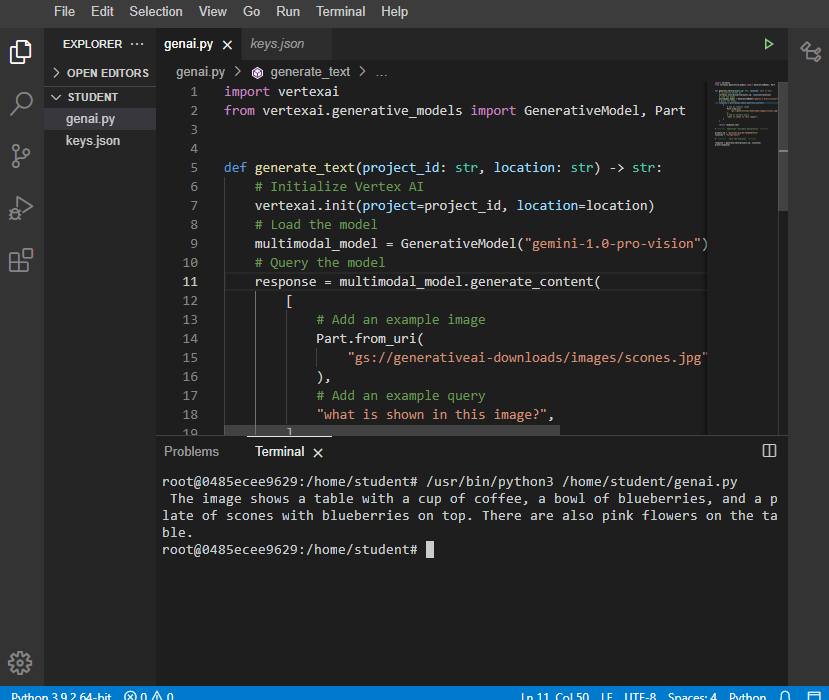 File Edit Selection View Go Run Terminal Help
EXPLORER ···
OPEN EDITORS
STUDENT
genai.py
keys.json
genai.py × keys.json
genai.py > generate_text > ...
1 import vertexai
2 from vertexai.generative_models import GenerativeModel, Part
3
4
5 def generate_text(project_id: str, location: str) -> str:
6 # Initialize Vertex AI
7 vertexai.init(project=project_id, location=location)
8 # Load the model
9 multimodal_model = GenerativeModel("gemini-1.0-pro-vision")
10 # Query the model
11 response = multimodal_model.generate_content(
12 [
13 # Add an example image
14 Part.from_uri(
15 "gs://generativeai-downloads/images/scones.jpg"
16 ),
17 # Add an example query
18 "what is shown in this image?",
19 ]
Problems Terminal ×
root@0485ecee9629:/home/student# /usr/bin/python3 /home/student/genai.py
The image shows a table with a cup of coffee, a bowl of blueberries, and a p
late of scones with blueberries on top. There are also pink flowers on the ta
ble.
root@0485ecee9629:/home/student#
Python 3.9.2 64-bit 0 0 Ln 11, Col 50 LF UTF-8 Spaces: 4 Python